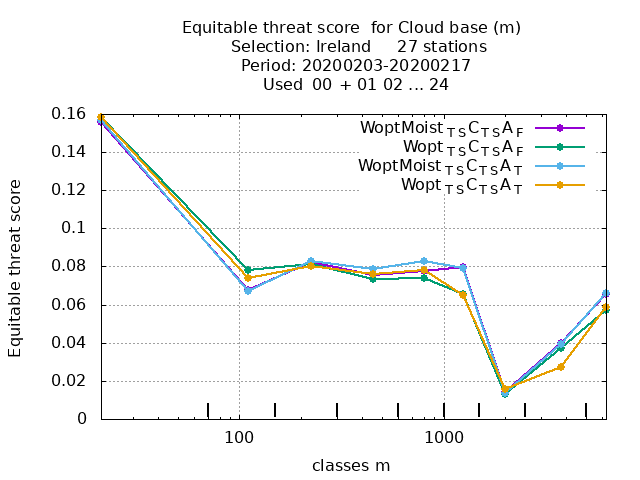 Equitable threat score  for Cloud base (m)
Selection: Ireland     27 stations
Period: 20200203-20200217
Used  00 + 01 02 ... 24
WoptMoist TS C TS A F
Wopt TS C TS A F
WoptMoist TS C TS A T
Wopt TS C TS A T
Equitable threat score
0.16
0.14
0.12
0.1
0.08
0.06
0.04
0.02
0
100 1000
classes m